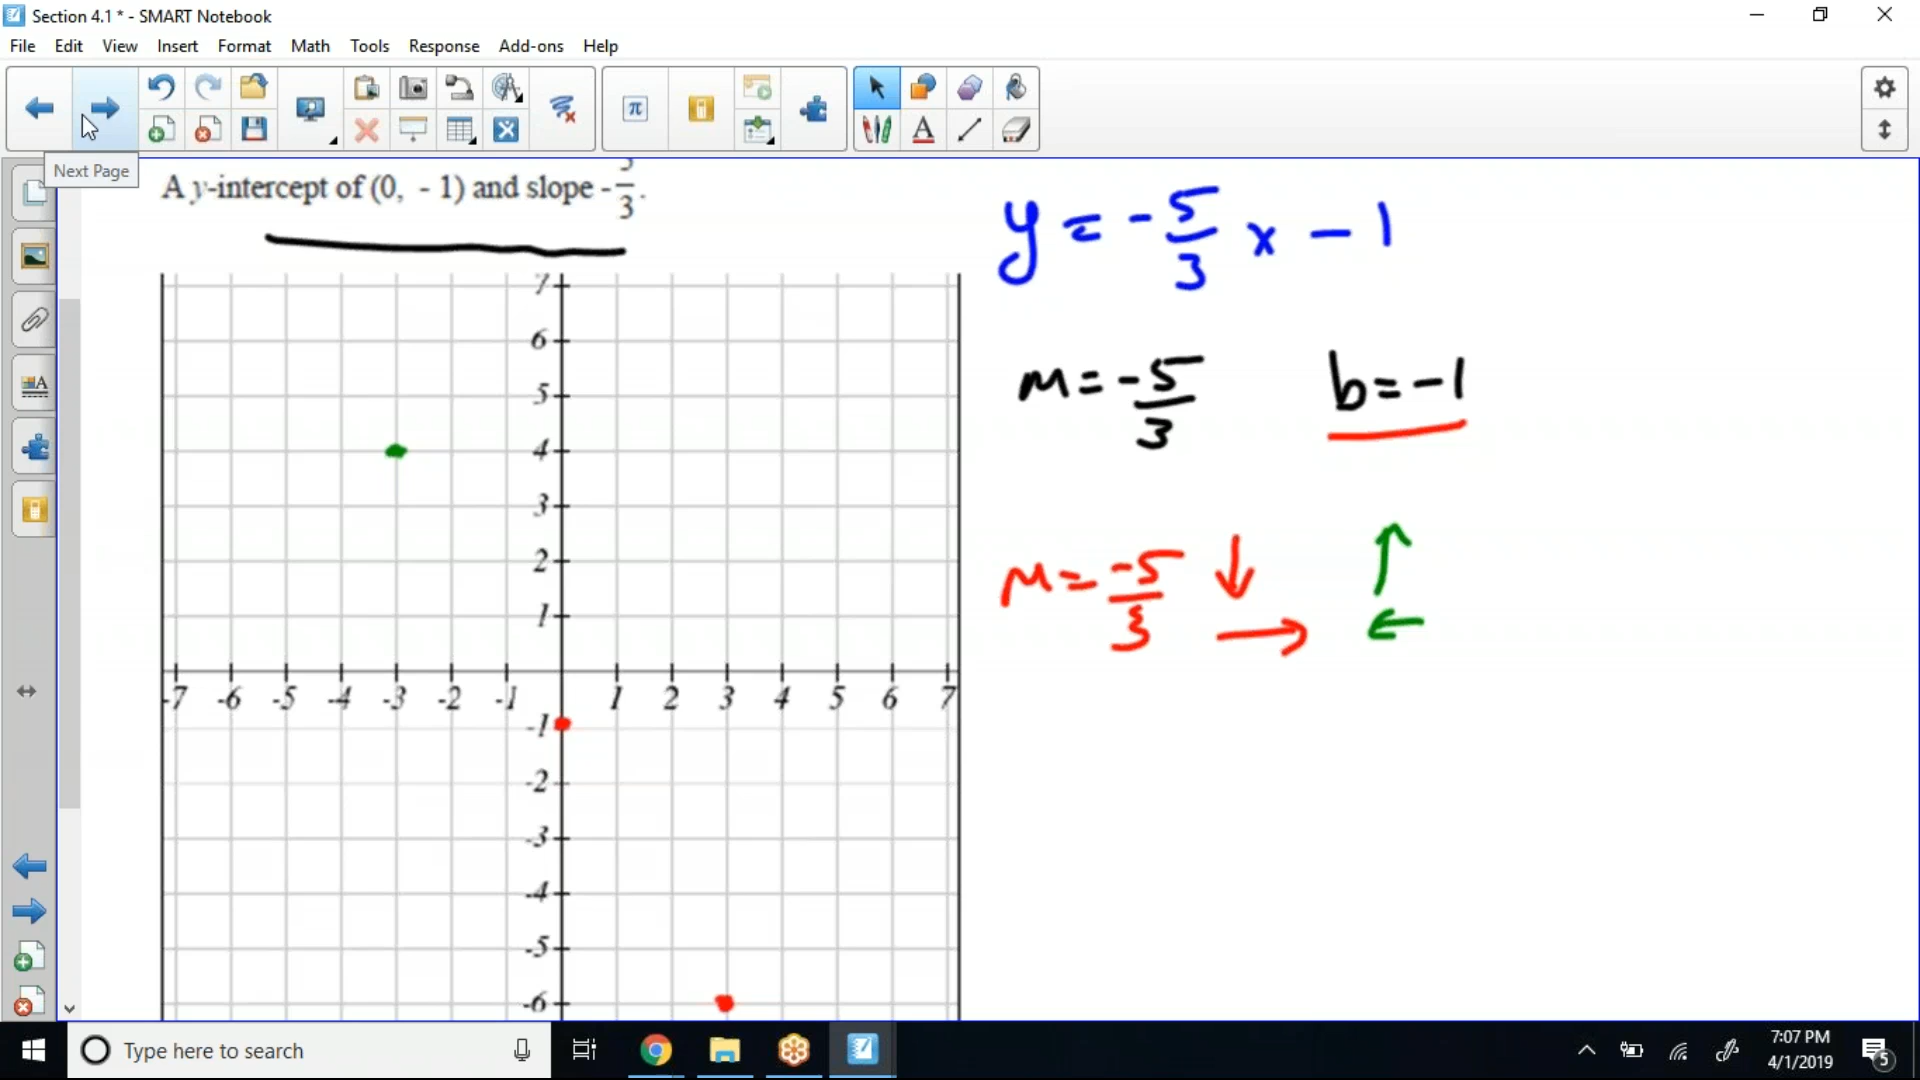 Section 4.1 * - SMART Notebook
File Edit View Insert Format Math Tools Response Add-ons Help
π
Next Page
A y-intercept of (0, - 1) and slope -5/3.
y = -5/3 x - 1
m = -5/3 b = -1
m = -5/3 ↓ → ↑ ←
7
6
5
4
3
2
1
-7 -6 -5 -4 -3 -2 -1 1 2 3 4 5 6 7
-1
-2
-3
-4
-5
-6
Type here to search
7:07 PM
4/1/2019
5